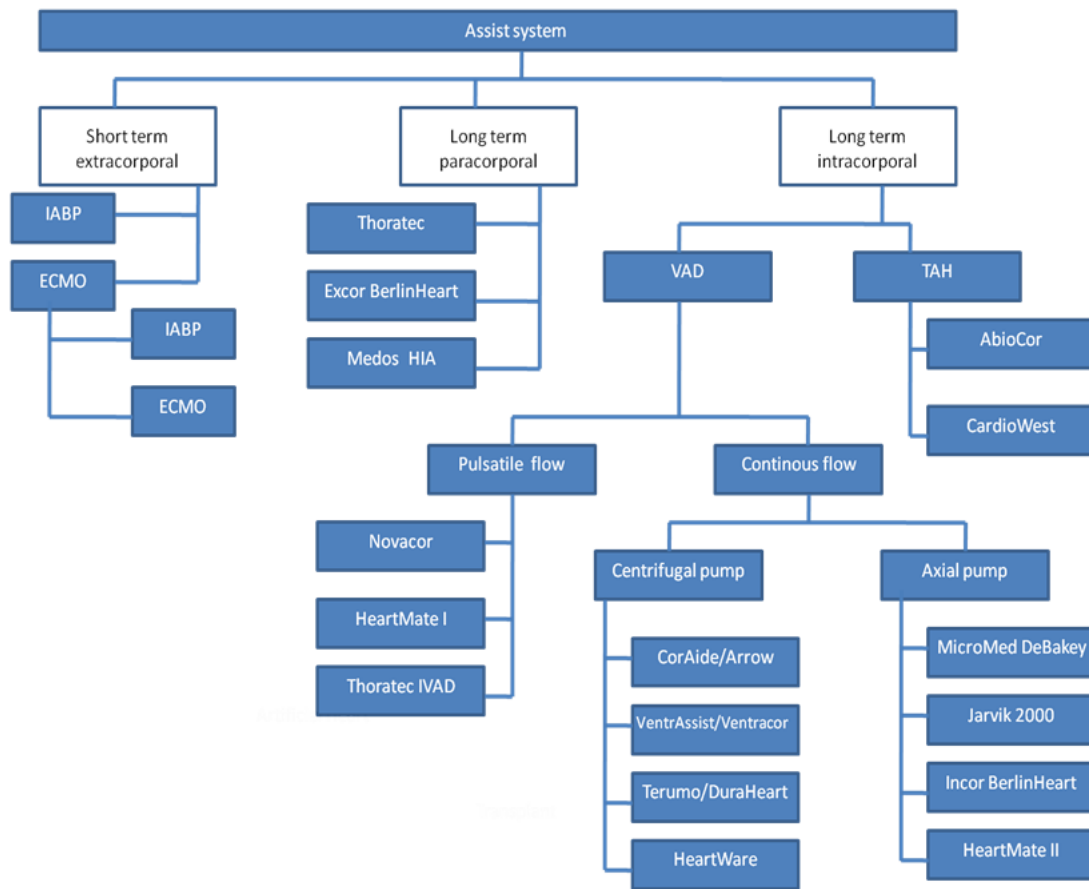 Assist system
Short term
extracorporal
Long term
paracorporal
Long term
intracorporal
IABP
ECMO
IABP
ECMO
Thoratec
Excor BerlinHeart
Medos HIA
VAD
TAH
AbioCor
CardioWest
Pulsatile flow
Continous flow
Novacor
HeartMate I
Thoratec IVAD
Centrifugal pump
Axial pump
CorAide/Arrow
VentrAssist/Ventracor
Terumo/DuraHeart
HeartWare
MicroMed DeBakey
Jarvik 2000
Incor BerlinHeart
HeartMate II